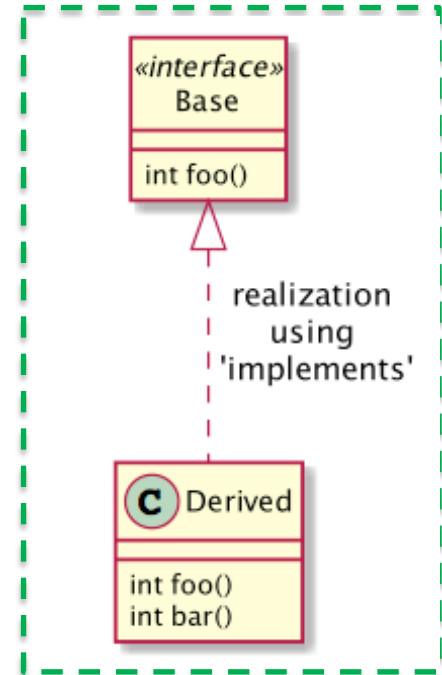 «interface»
Base
int foo()
realization
using
'implements'
C Derived
int foo()
int bar()